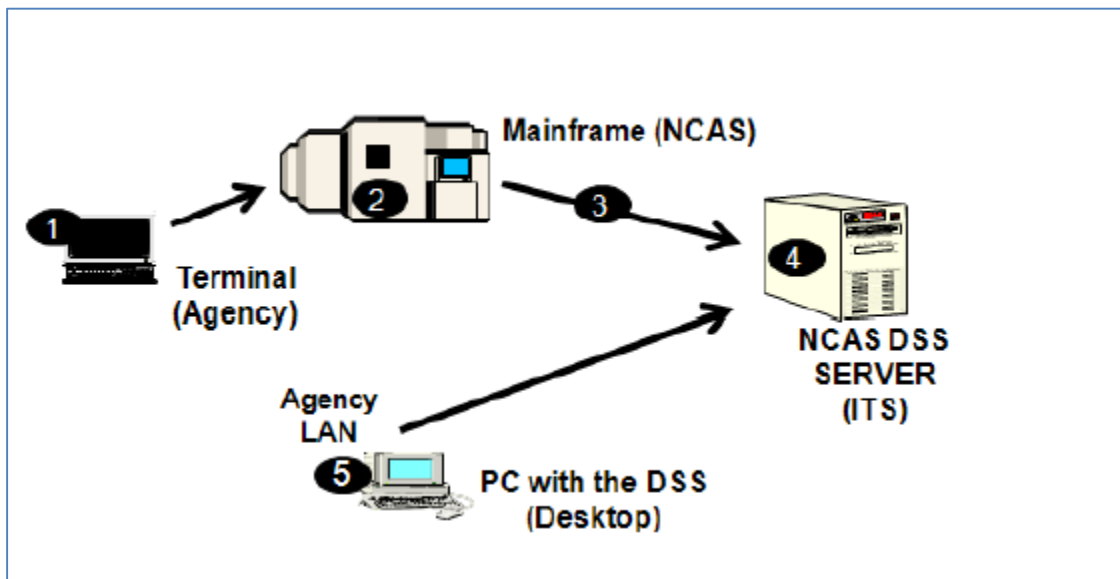 1
Terminal
(Agency)
2
Mainframe (NCAS)
3
4
NCAS DSS
SERVER
(ITS)
Agency
LAN
5
PC with the DSS
(Desktop)